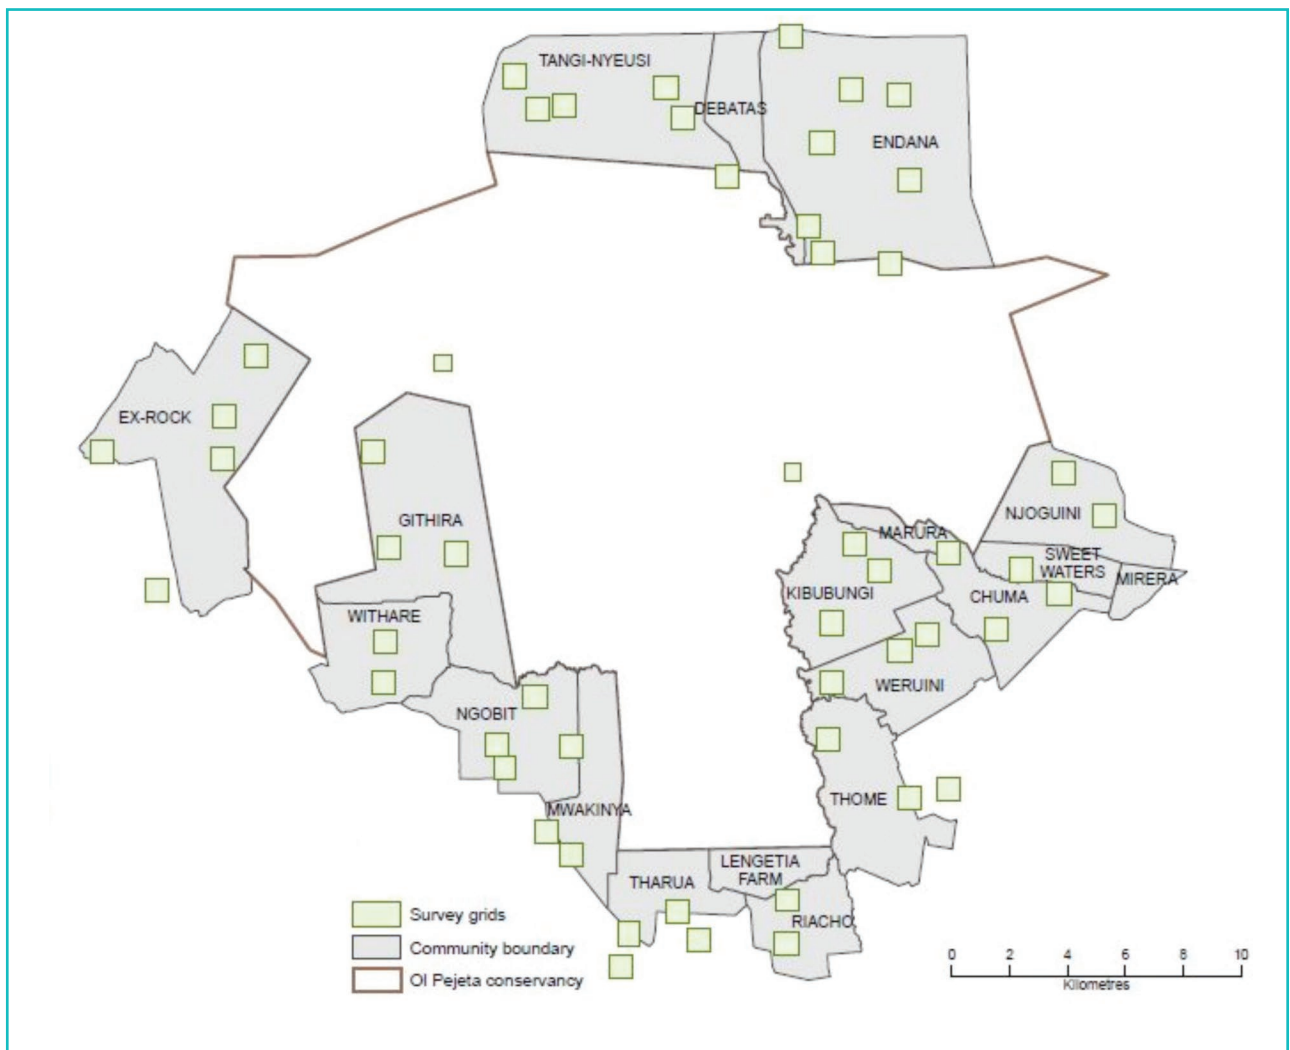 TANGI-NYEUSI
DEBATAS
ENDANA
EX-ROCK
GITHIRA
NJOGUINI
MARURA
SWEET
WATERS
MIRERA
KIBUBUNGI
CHUMA
WITHARE
WERUINI
NGOBIT
MWAKINYA
THOME
LENGETIA
FARM
THARUA
RIACHO
Survey grids
Community boundary
Ol Pejeta conservancy
0 2 4 6 8 10
Kilometres